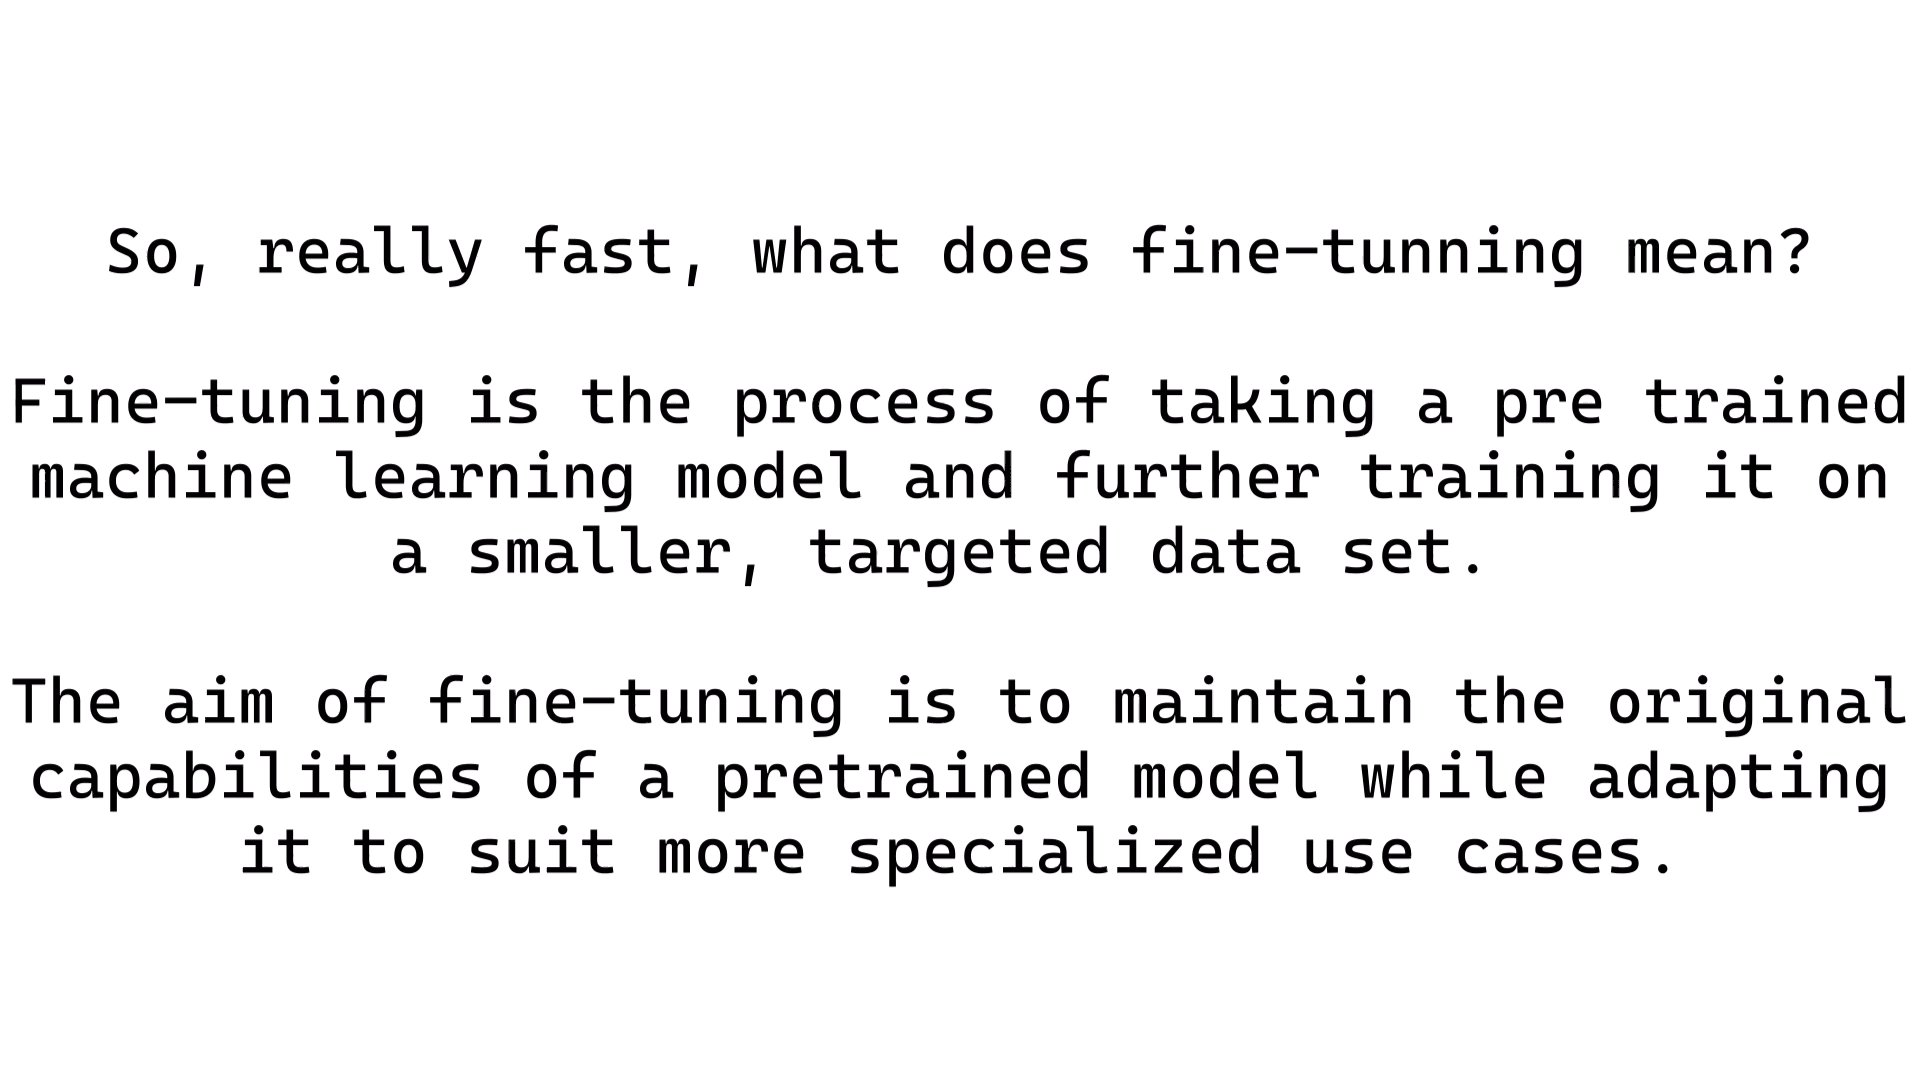 So, really fast, what does fine-tunning mean?
Fine-tuning is the process of taking a pre trained
machine learning model and further training it on
a smaller, targeted data set.
The aim of fine-tuning is to maintain the original
capabilities of a pretrained model while adapting
it to suit more specialized use cases.